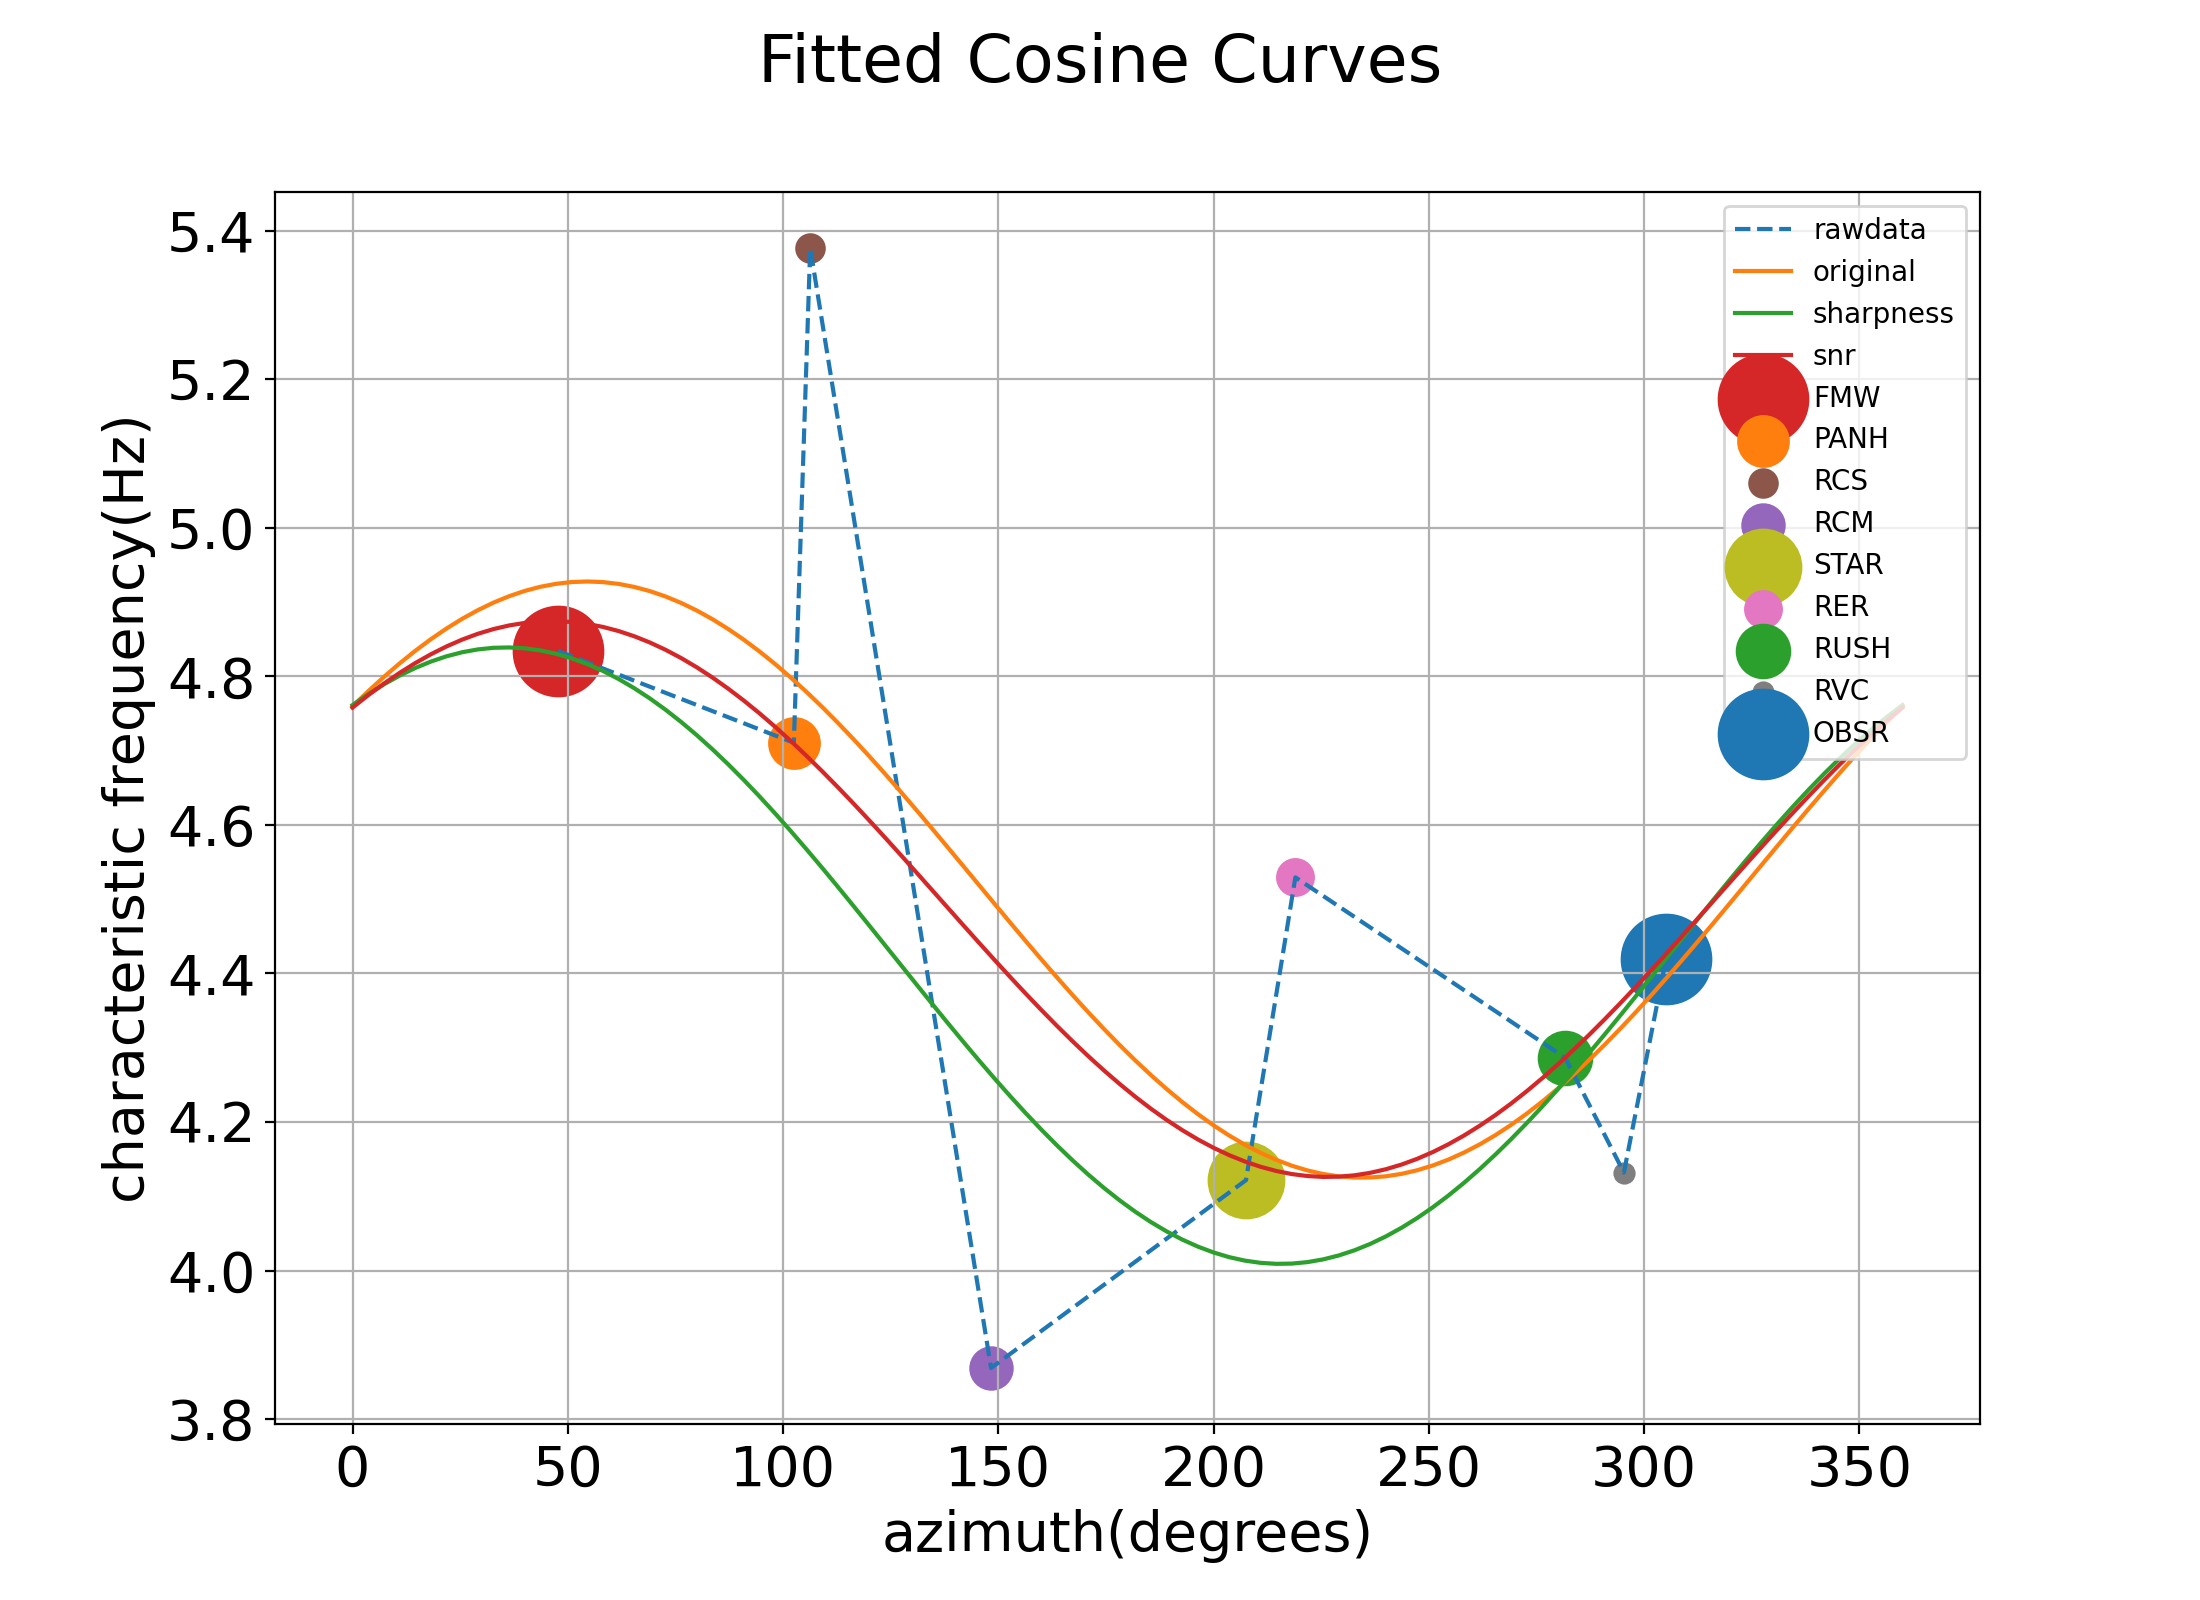 Fitted Cosine Curves
characteristic frequency(Hz)
5.4
5.2
5.0
4.8
4.6
4.4
4.2
4.0
3.8
0 50 100 150 200 250 300 350
azimuth(degrees)
rawdata
original
sharpness
snr
FMW
PANH
RCS
RCM
STAR
RER
RUSH
RVC
OBSR